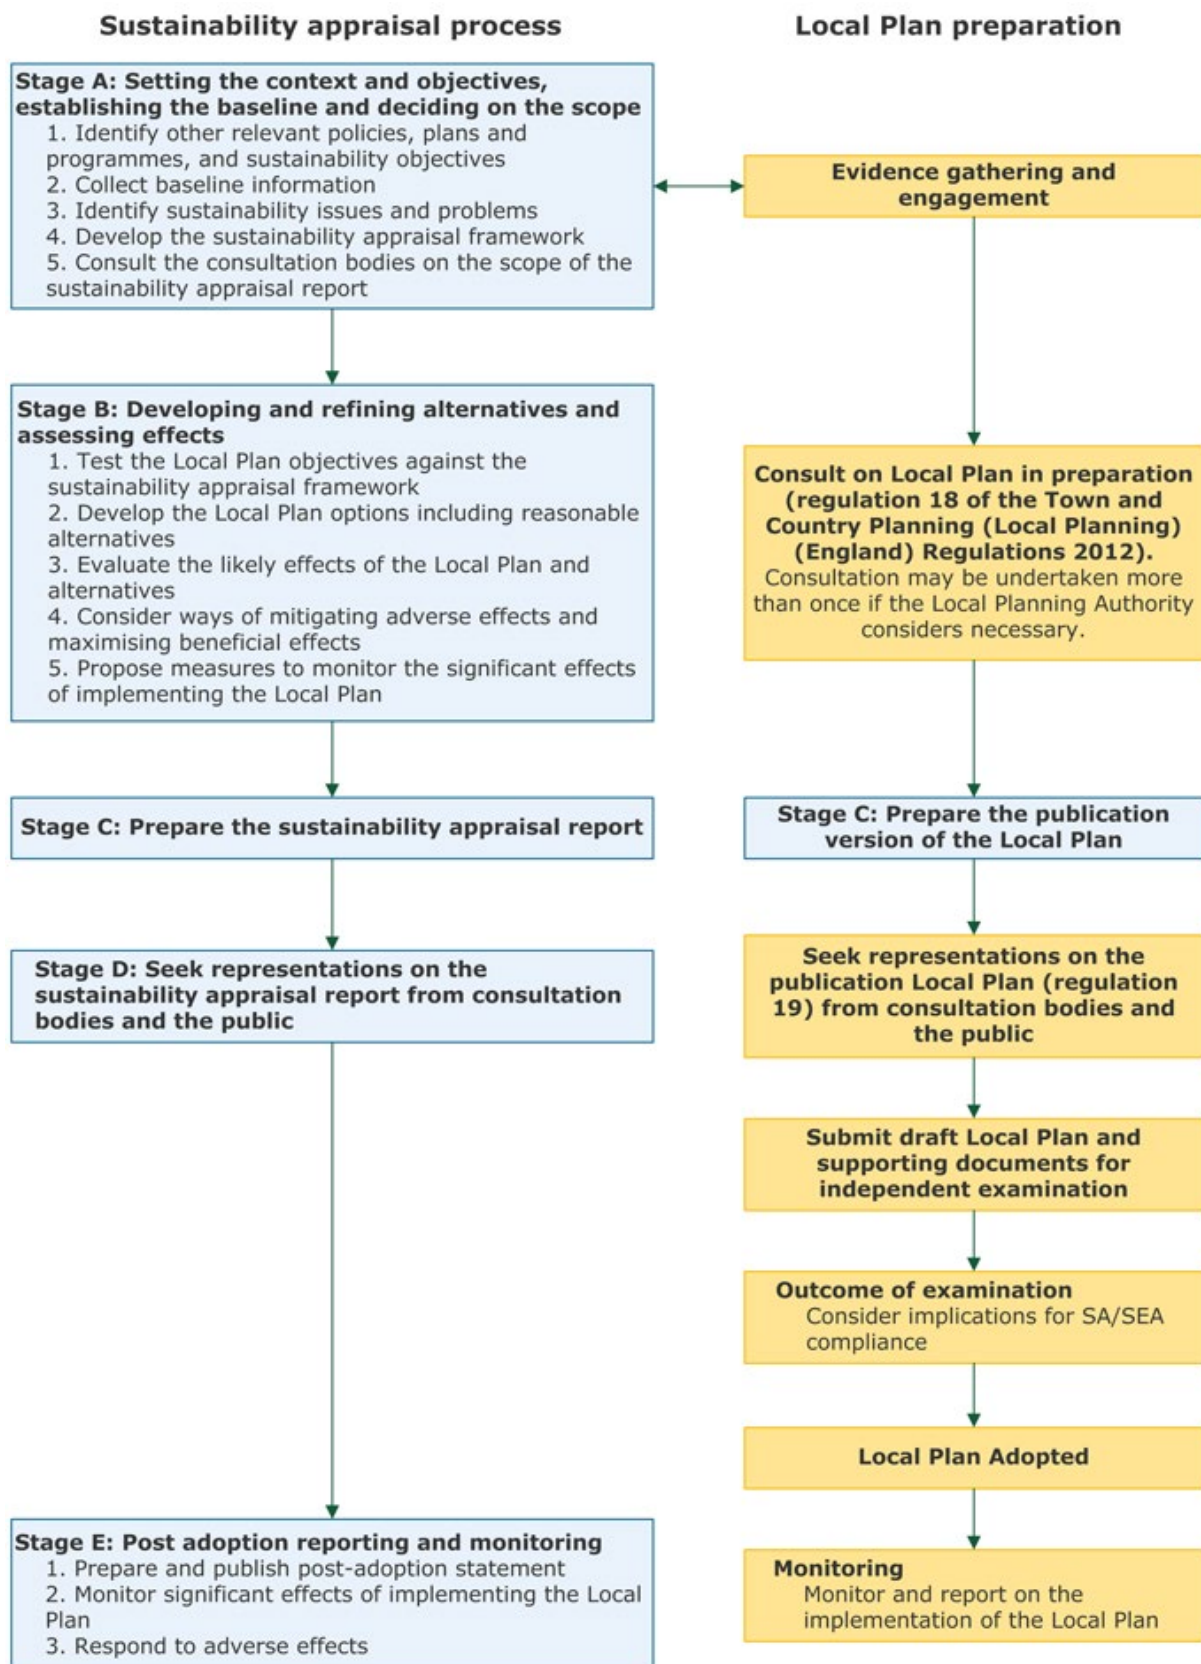 Sustainability appraisal process
Local Plan preparation
Stage A: Setting the context and objectives,
establishing the baseline and deciding on the scope
1. Identify other relevant policies, plans and
programmes, and sustainability objectives
2. Collect baseline information
3. Identify sustainability issues and problems
4. Develop the sustainability appraisal framework
5. Consult the consultation bodies on the scope of the
sustainability appraisal report
Evidence gathering and
engagement
Stage B: Developing and refining alternatives and
assessing effects
1. Test the Local Plan objectives against the
sustainability appraisal framework
2. Develop the Local Plan options including reasonable
alternatives
3. Evaluate the likely effects of the Local Plan and
alternatives
4. Consider ways of mitigating adverse effects and
maximising beneficial effects
5. Propose measures to monitor the significant effects
of implementing the Local Plan
Consult on Local Plan in preparation
(regulation 18 of the Town and
Country Planning (Local Planning)
(England) Regulations 2012).
Consultation may be undertaken more
than once if the Local Planning Authority
considers necessary.
Stage C: Prepare the sustainability appraisal report
Stage C: Prepare the publication
version of the Local Plan
Stage D: Seek representations on the
sustainability appraisal report from consultation
bodies and the public
Seek representations on the
publication Local Plan (regulation
19) from consultation bodies and
the public
Submit draft Local Plan and
supporting documents for
independent examination
Outcome of examination
Consider implications for SA/SEA
compliance
Local Plan Adopted
Stage E: Post adoption reporting and monitoring
1. Prepare and publish post-adoption statement
2. Monitor significant effects of implementing the Local
Plan
3. Respond to adverse effects
Monitoring
Monitor and report on the
implementation of the Local Plan